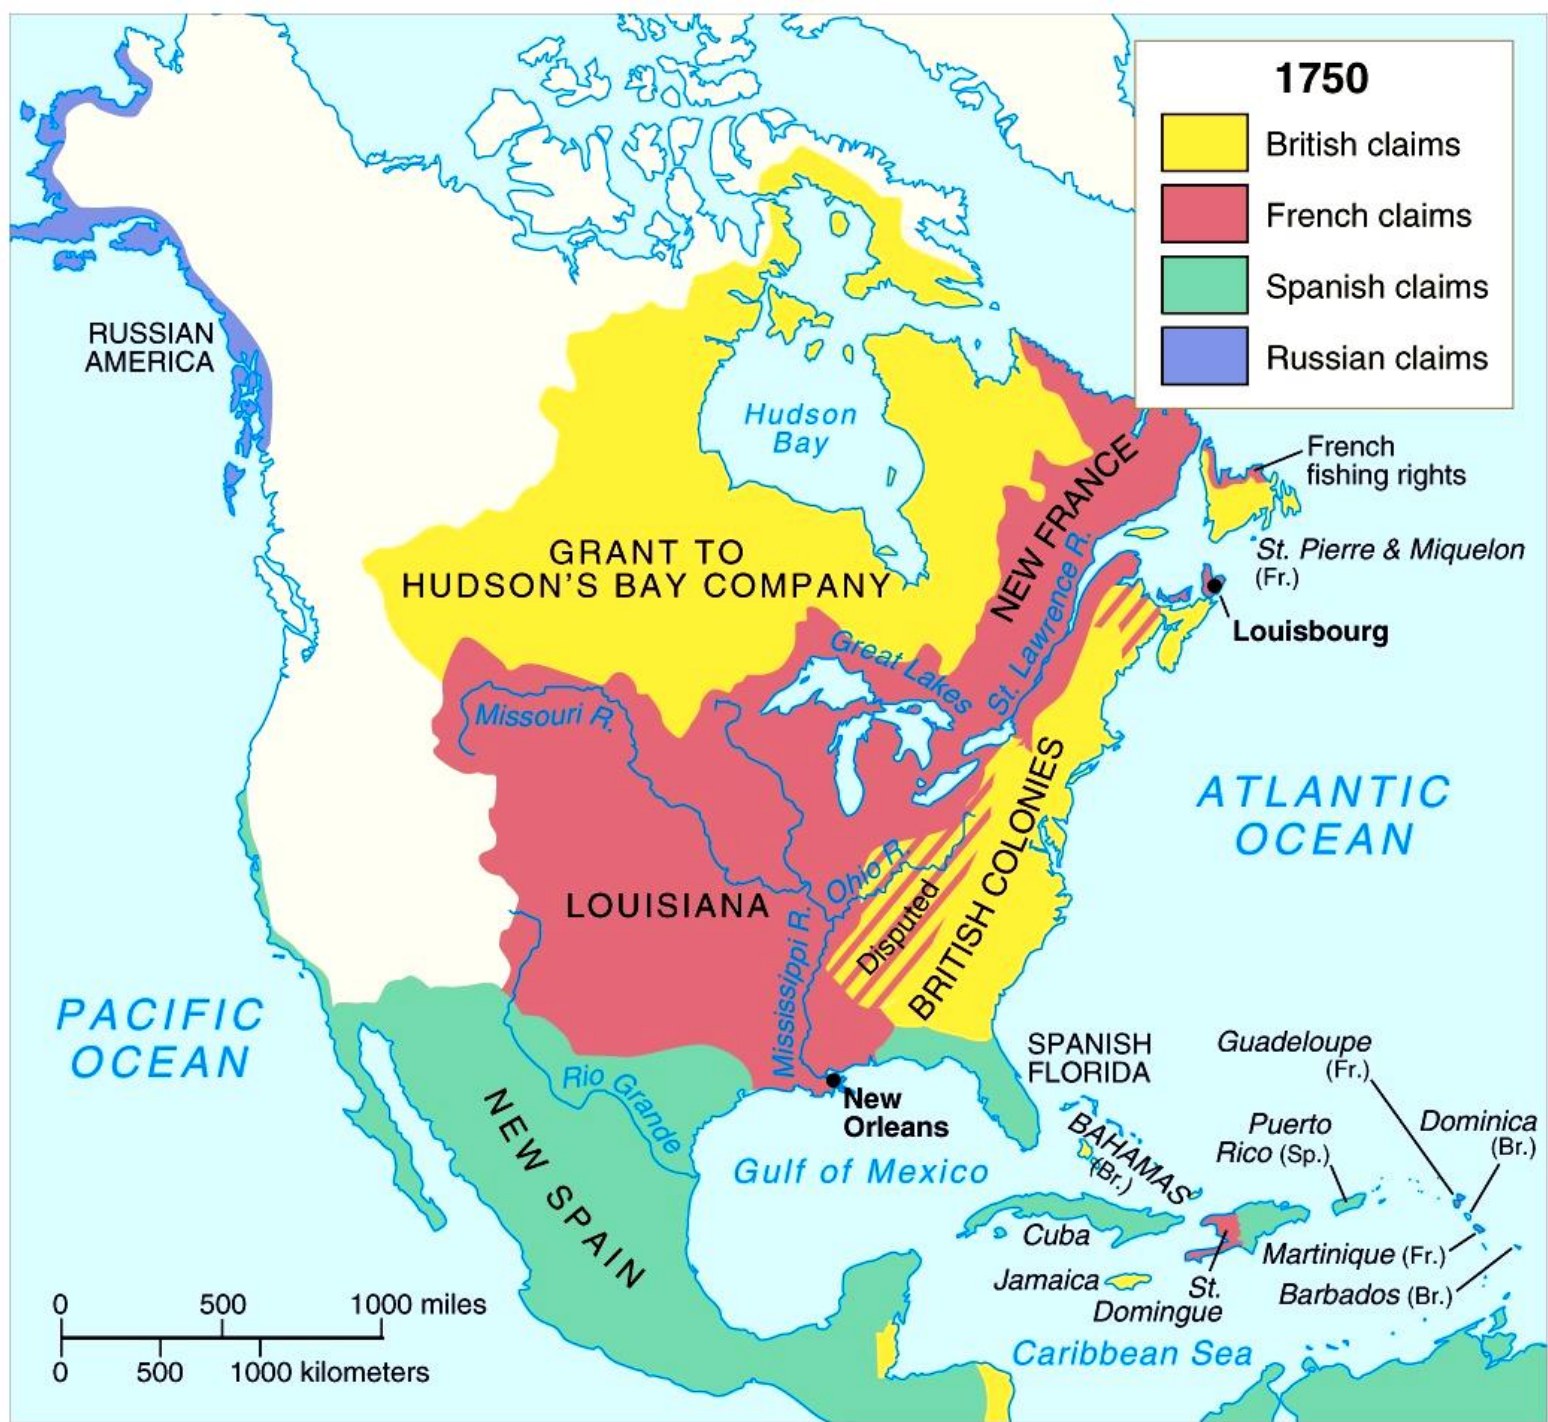 1750
British claims
French claims
Spanish claims
Russian claims
RUSSIAN
AMERICA
Hudson
Bay
French
fishing rights
NEW FRANCE
St. Pierre & Miquelon
(Fr.)
GRANT TO
HUDSON'S BAY COMPANY
St. Lawrence R.
Louisbourg
Great Lakes
Missouri R.
ATLANTIC
OCEAN
BRITISH COLONIES
Ohio R.
Disputed
LOUISIANA
Mississippi R.
PACIFIC
OCEAN
SPANISH
FLORIDA
Guadeloupe
(Fr.)
Rio Grande
New
Orleans
NEW SPAIN
Gulf of Mexico
BAHAMAS
(Br.)
Puerto
Rico (Sp.)
Dominica
(Br.)
Cuba
Martinique (Fr.)
Jamaica
St.
Domingue
Barbados (Br.)
Caribbean Sea
0 500 1000 miles
0 500 1000 kilometers